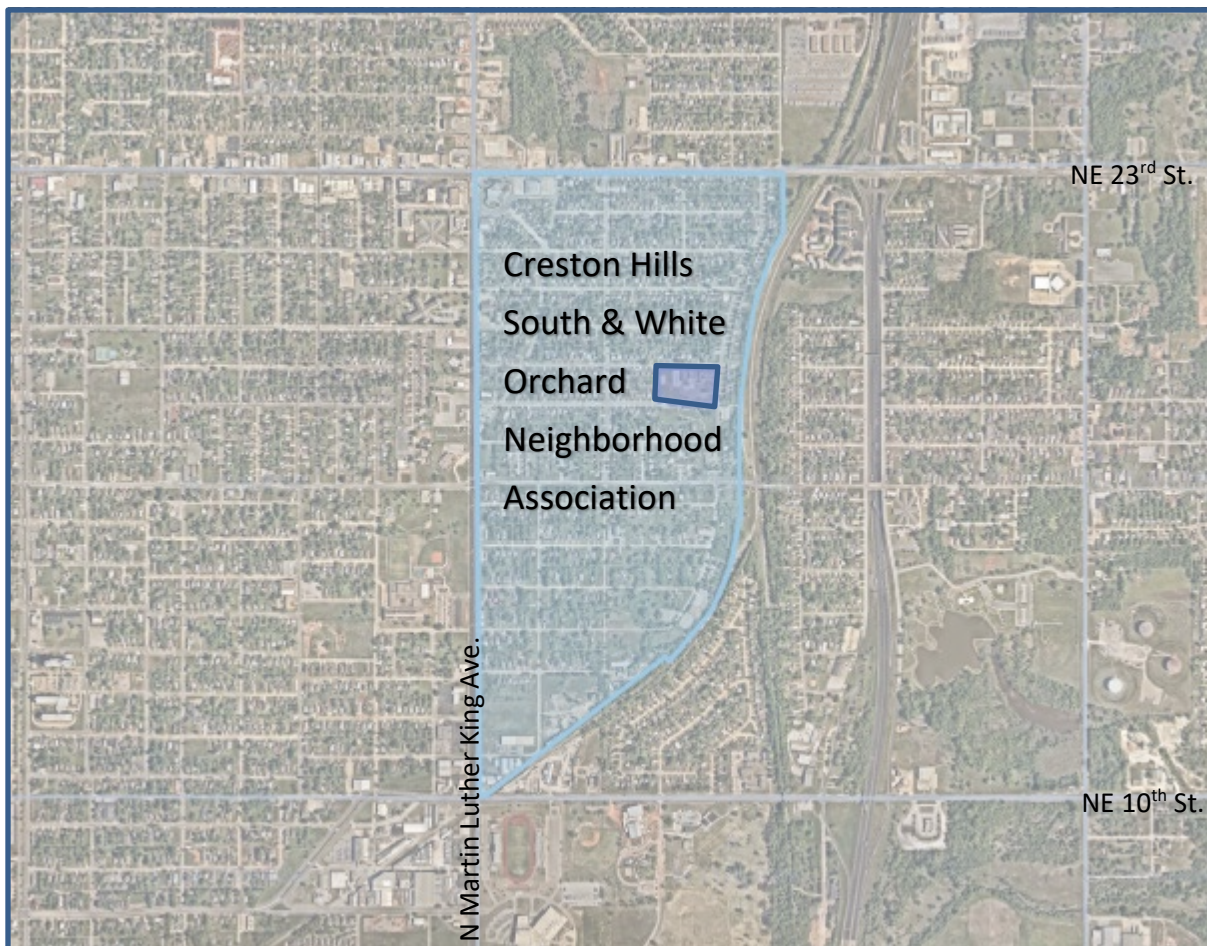 NE 23rd St.
Creston Hills
South & White
Orchard
Neighborhood
Association
N Martin Luther King Ave.
NE 10th St.